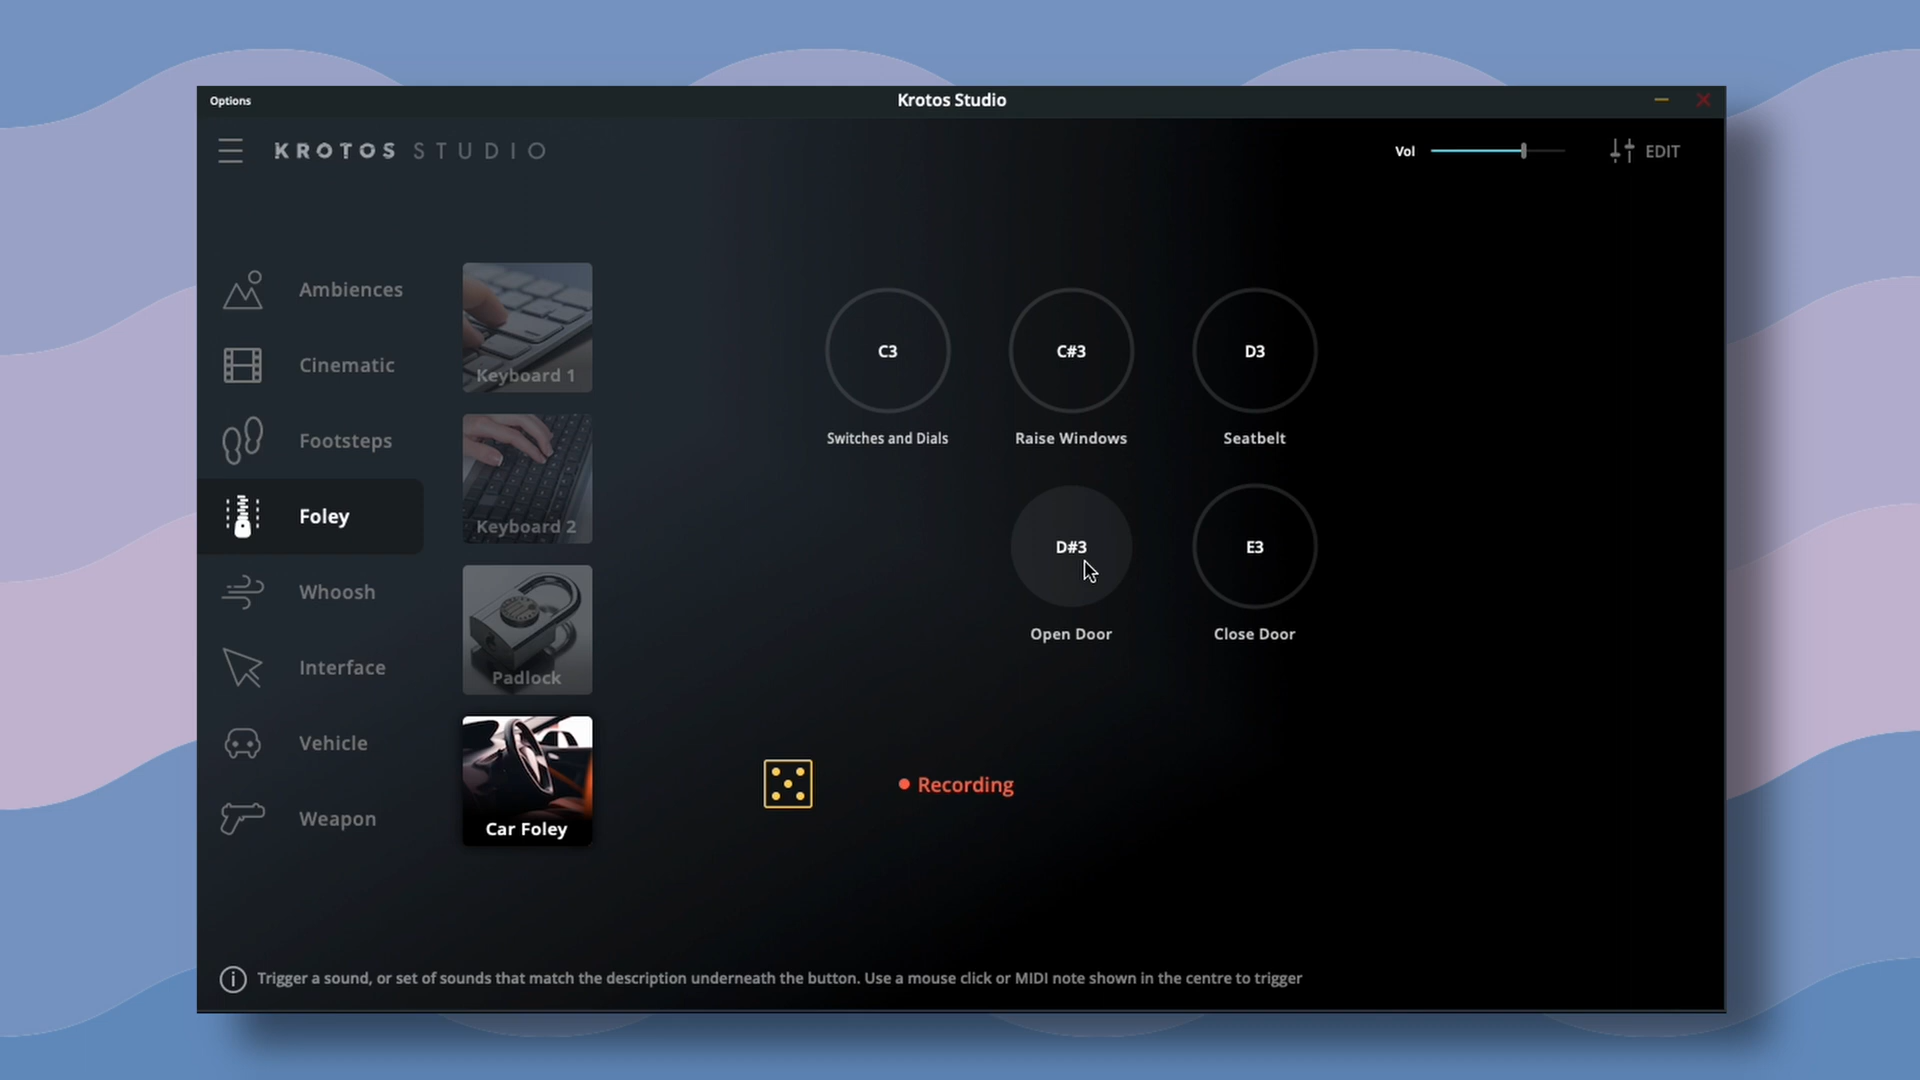 Options
Krotos Studio
KROTOS STUDIO
Vol
EDIT
Ambiences
Cinematic
Footsteps
Foley
Whoosh
Interface
Vehicle
Weapon
Keyboard 1
Keyboard 2
Padlock
Car Foley
C3
C#3
D3
Switches and Dials
Raise Windows
Seatbelt
D#3
E3
Open Door
Close Door
Recording
Trigger a sound, or set of sounds that match the description underneath the button. Use a mouse click or MIDI note shown in the centre to trigger